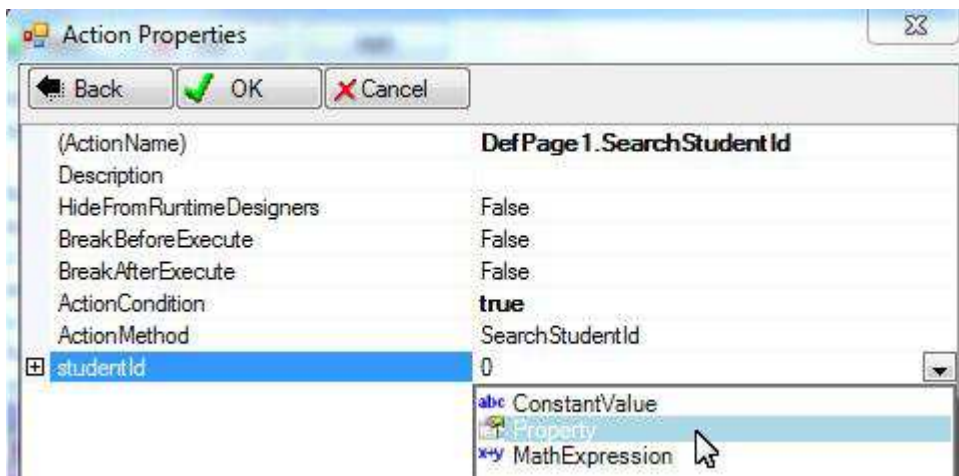 Action Properties
Back OK Cancel
(ActionName) DefPage1.SearchStudentId
Description
HideFromRuntimeDesigners False
BreakBeforeExecute False
BreakAfterExecute False
ActionCondition true
ActionMethod SearchStudentId
studentId 0
abc ConstantValue
Property
x+y MathExpression